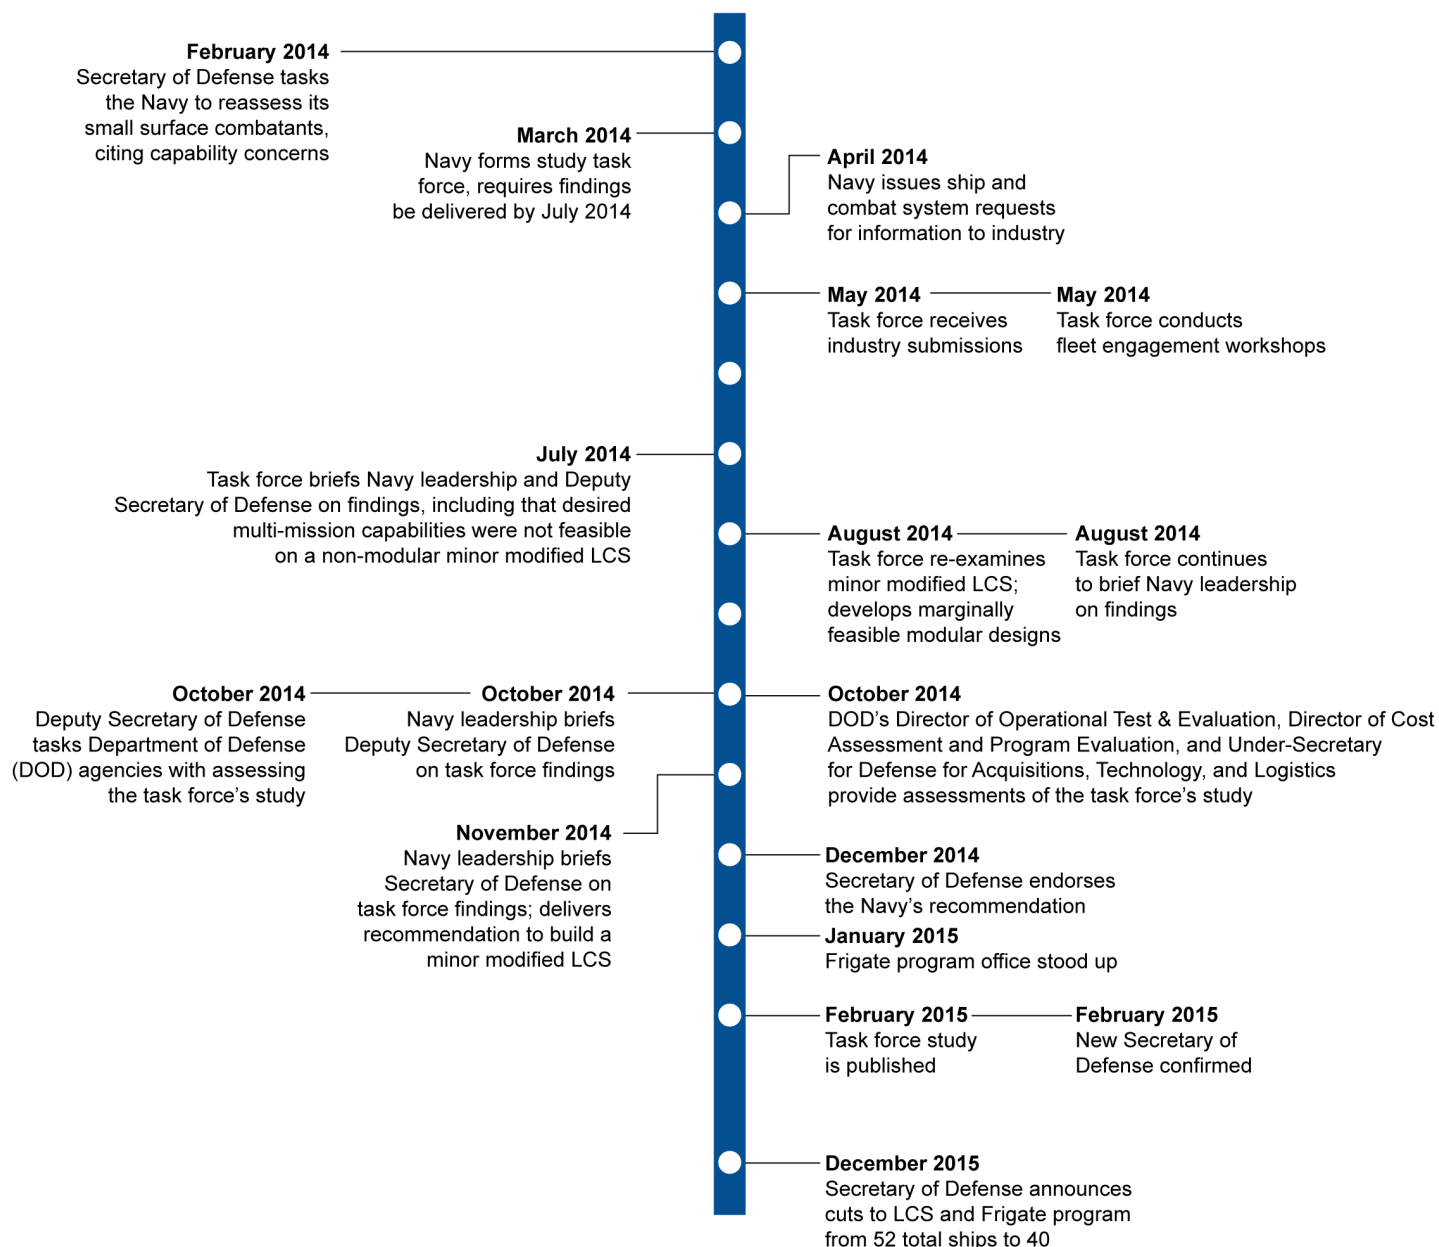 February 2014
Secretary of Defense tasks
the Navy to reassess its
small surface combatants,
citing capability concerns
March 2014
Navy forms study task
force, requires findings
be delivered by July 2014
April 2014
Navy issues ship and
combat system requests
for information to industry
May 2014
Task force receives
industry submissions
May 2014
Task force conducts
fleet engagement workshops
July 2014
Task force briefs Navy leadership and Deputy
Secretary of Defense on findings, including that desired
multi-mission capabilities were not feasible
on a non-modular minor modified LCS
August 2014
Task force re-examines
minor modified LCS;
develops marginally
feasible modular designs
August 2014
Task force continues
to brief Navy leadership
on findings
October 2014
Deputy Secretary of Defense
tasks Department of Defense
(DOD) agencies with assessing
the task force’s study
October 2014
Navy leadership briefs
Deputy Secretary of Defense
on task force findings
October 2014
DOD’s Director of Operational Test & Evaluation, Director of Cost
Assessment and Program Evaluation, and Under-Secretary
for Defense for Acquisitions, Technology, and Logistics
provide assessments of the task force’s study
November 2014
Navy leadership briefs
Secretary of Defense on
task force findings; delivers
recommendation to build a
minor modified LCS
December 2014
Secretary of Defense endorses
the Navy’s recommendation
January 2015
Frigate program office stood up
February 2015
Task force study
is published
February 2015
New Secretary of
Defense confirmed
December 2015
Secretary of Defense announces
cuts to LCS and Frigate program
from 52 total ships to 40